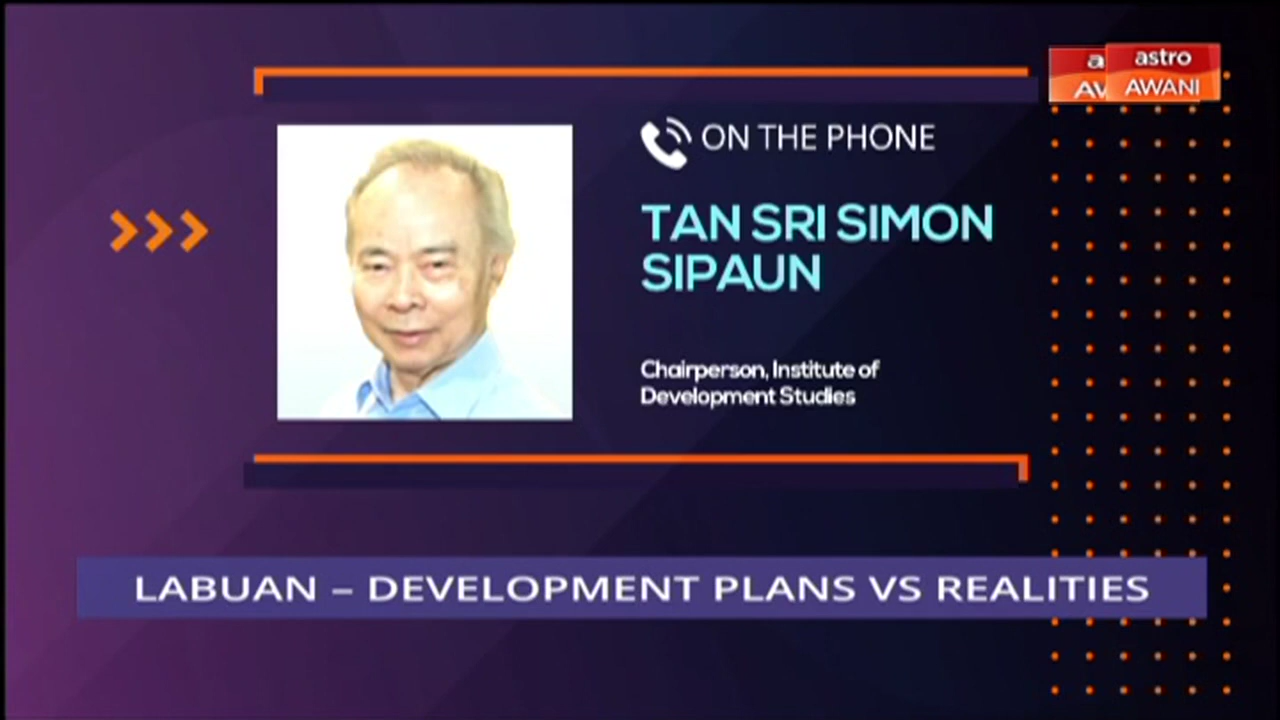 astro
a
AWANI
AV
ON THE PHONE
TAN SRI SIMON
SIPAUN
Chairperson, Institute of
Development Studies
LABUAN – DEVELOPMENT PLANS VS REALITIES